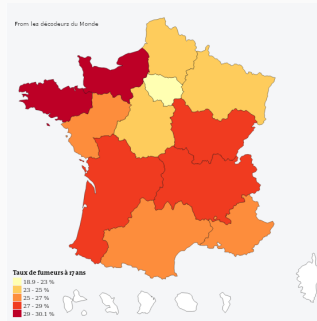 From les décodeurs du Monde
Taux de fumeurs à 17 ans
18.9 - 23 %
23 - 25 %
25 - 27 %
27 - 29 %
29 - 30.1 %